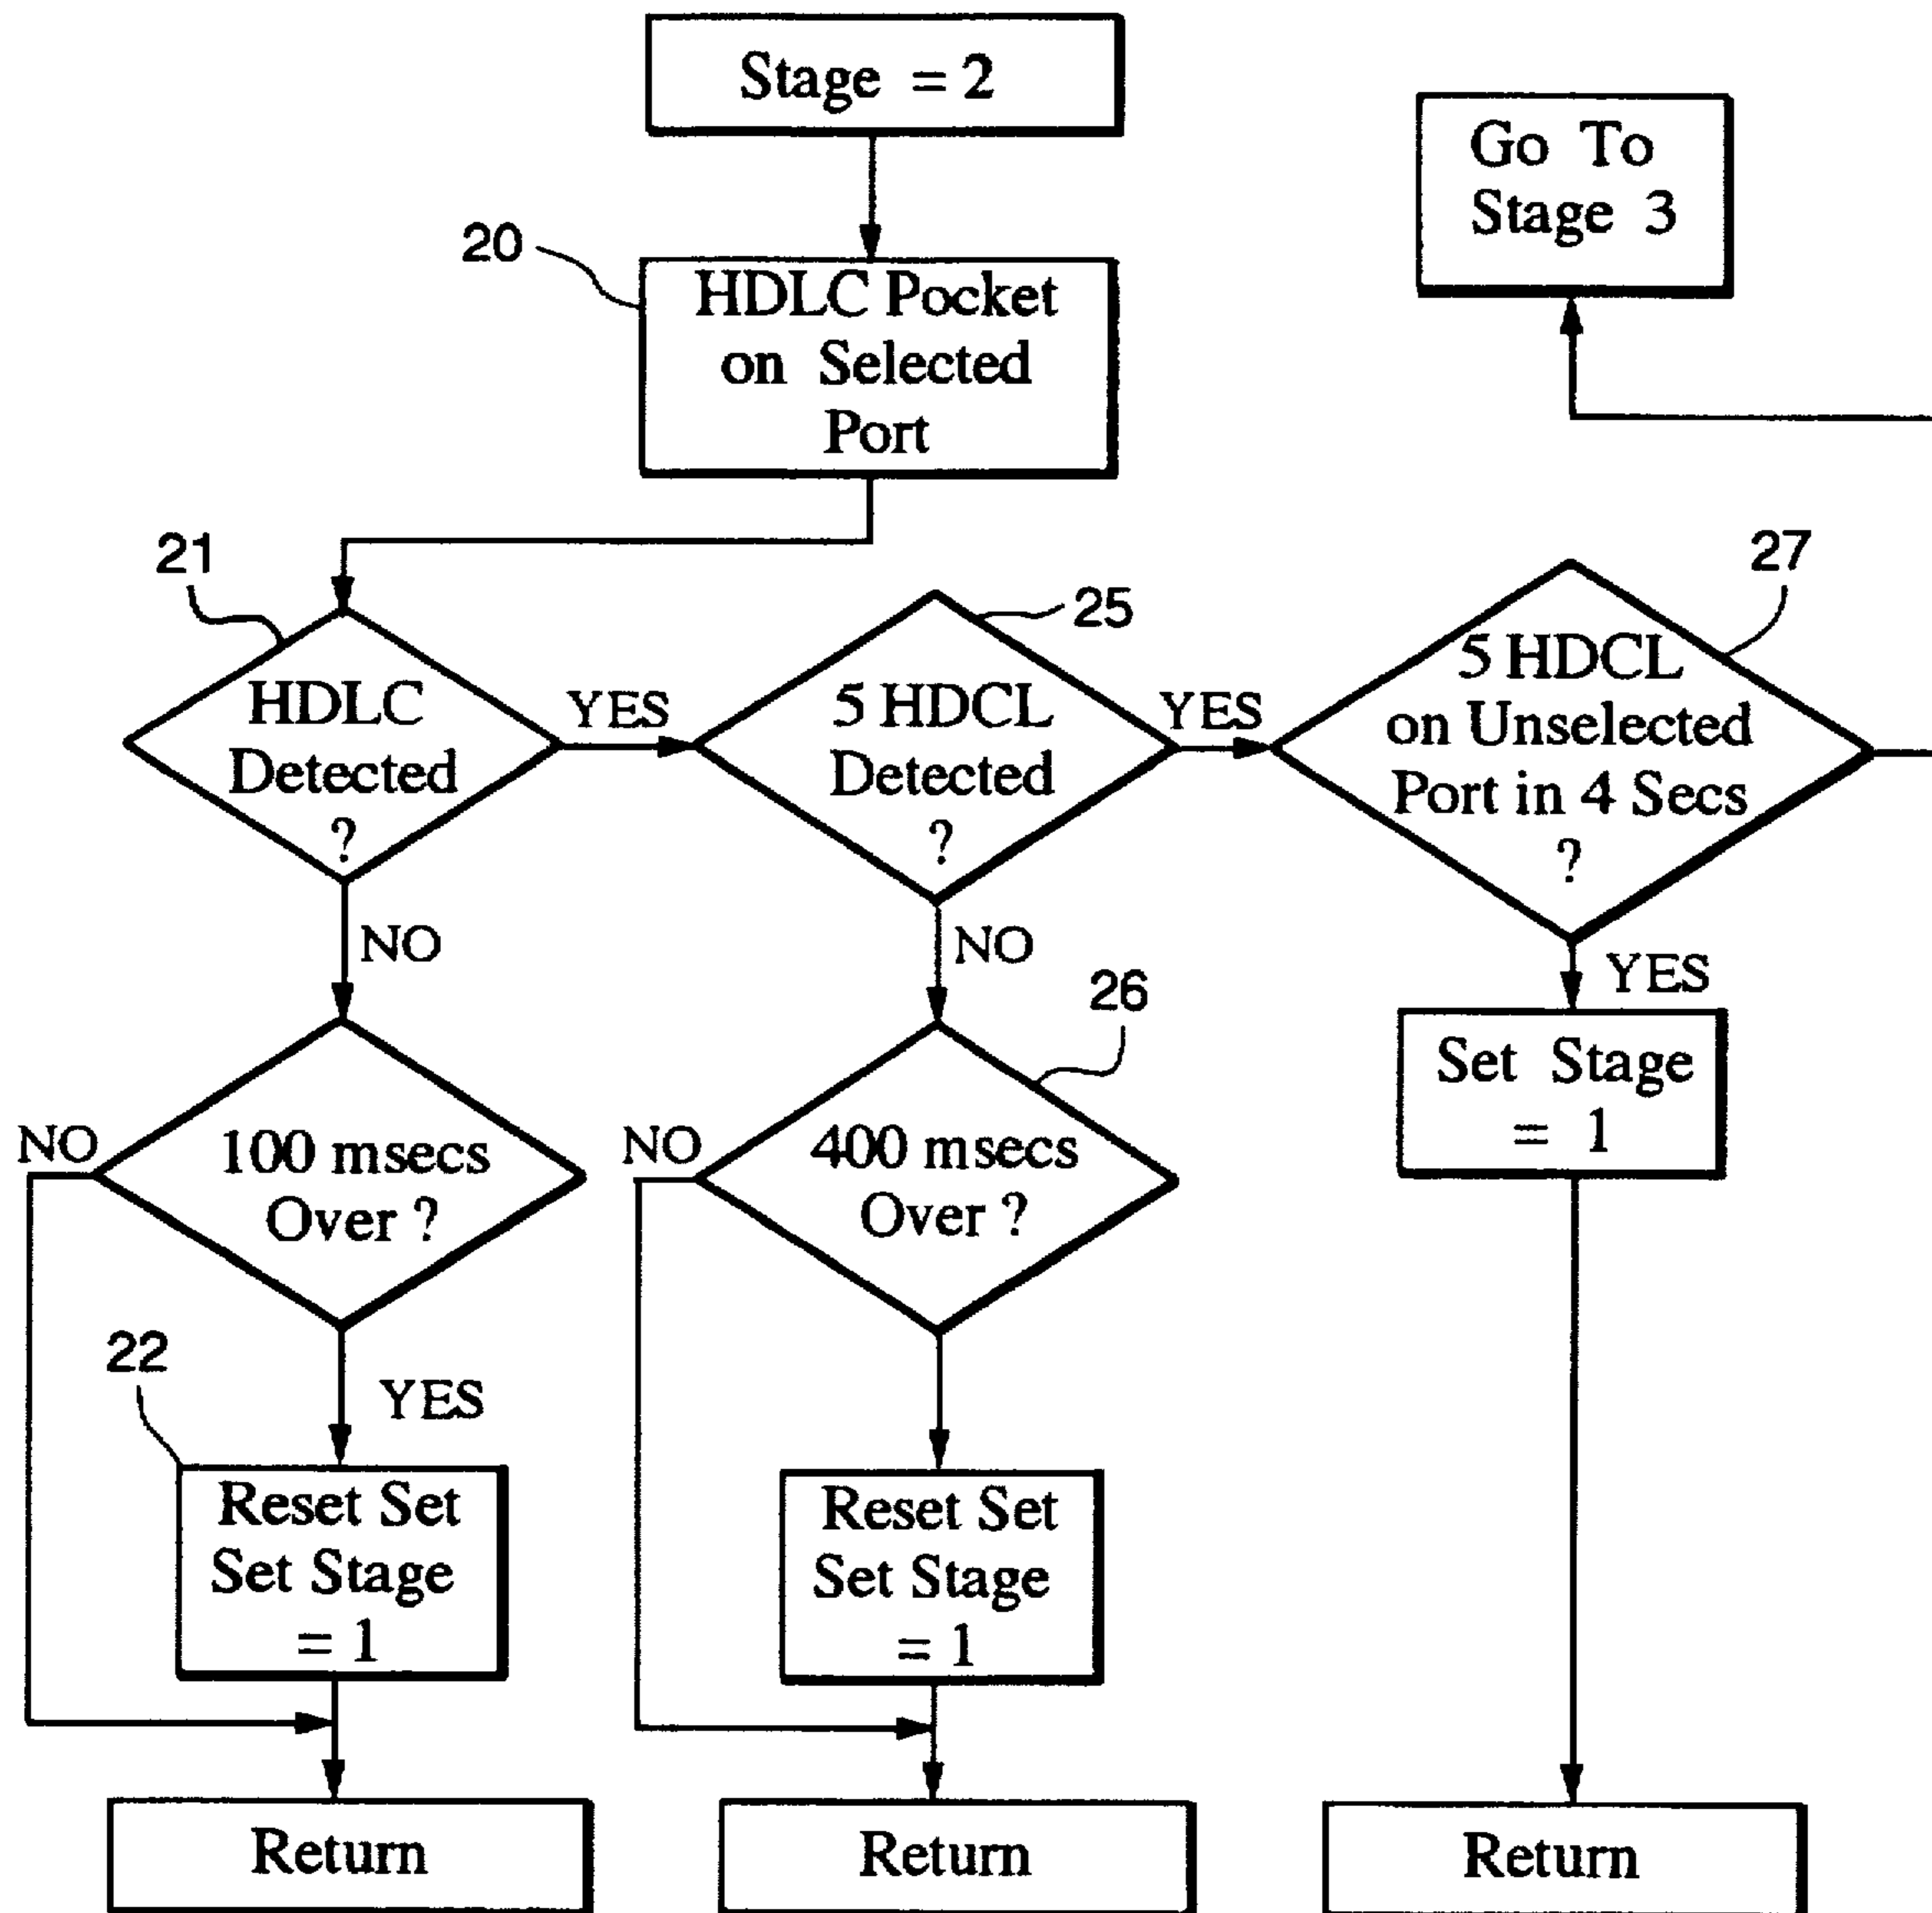 Stage = 2
Go To
Stage 3
20
HDLC Pocket
on Selected
Port
21
HDLC
Detected
?
YES
25
5 HDCL
Detected
?
YES
27
5 HDCL
on Unselected
Port in 4 Secs
?
NO
NO
YES
26
Set Stage
= 1
NO
100 msecs
Over ?
NO
400 msecs
Over ?
22
YES
Reset Set
Set Stage
= 1
Reset Set
Set Stage
= 1
Return
Return
Return